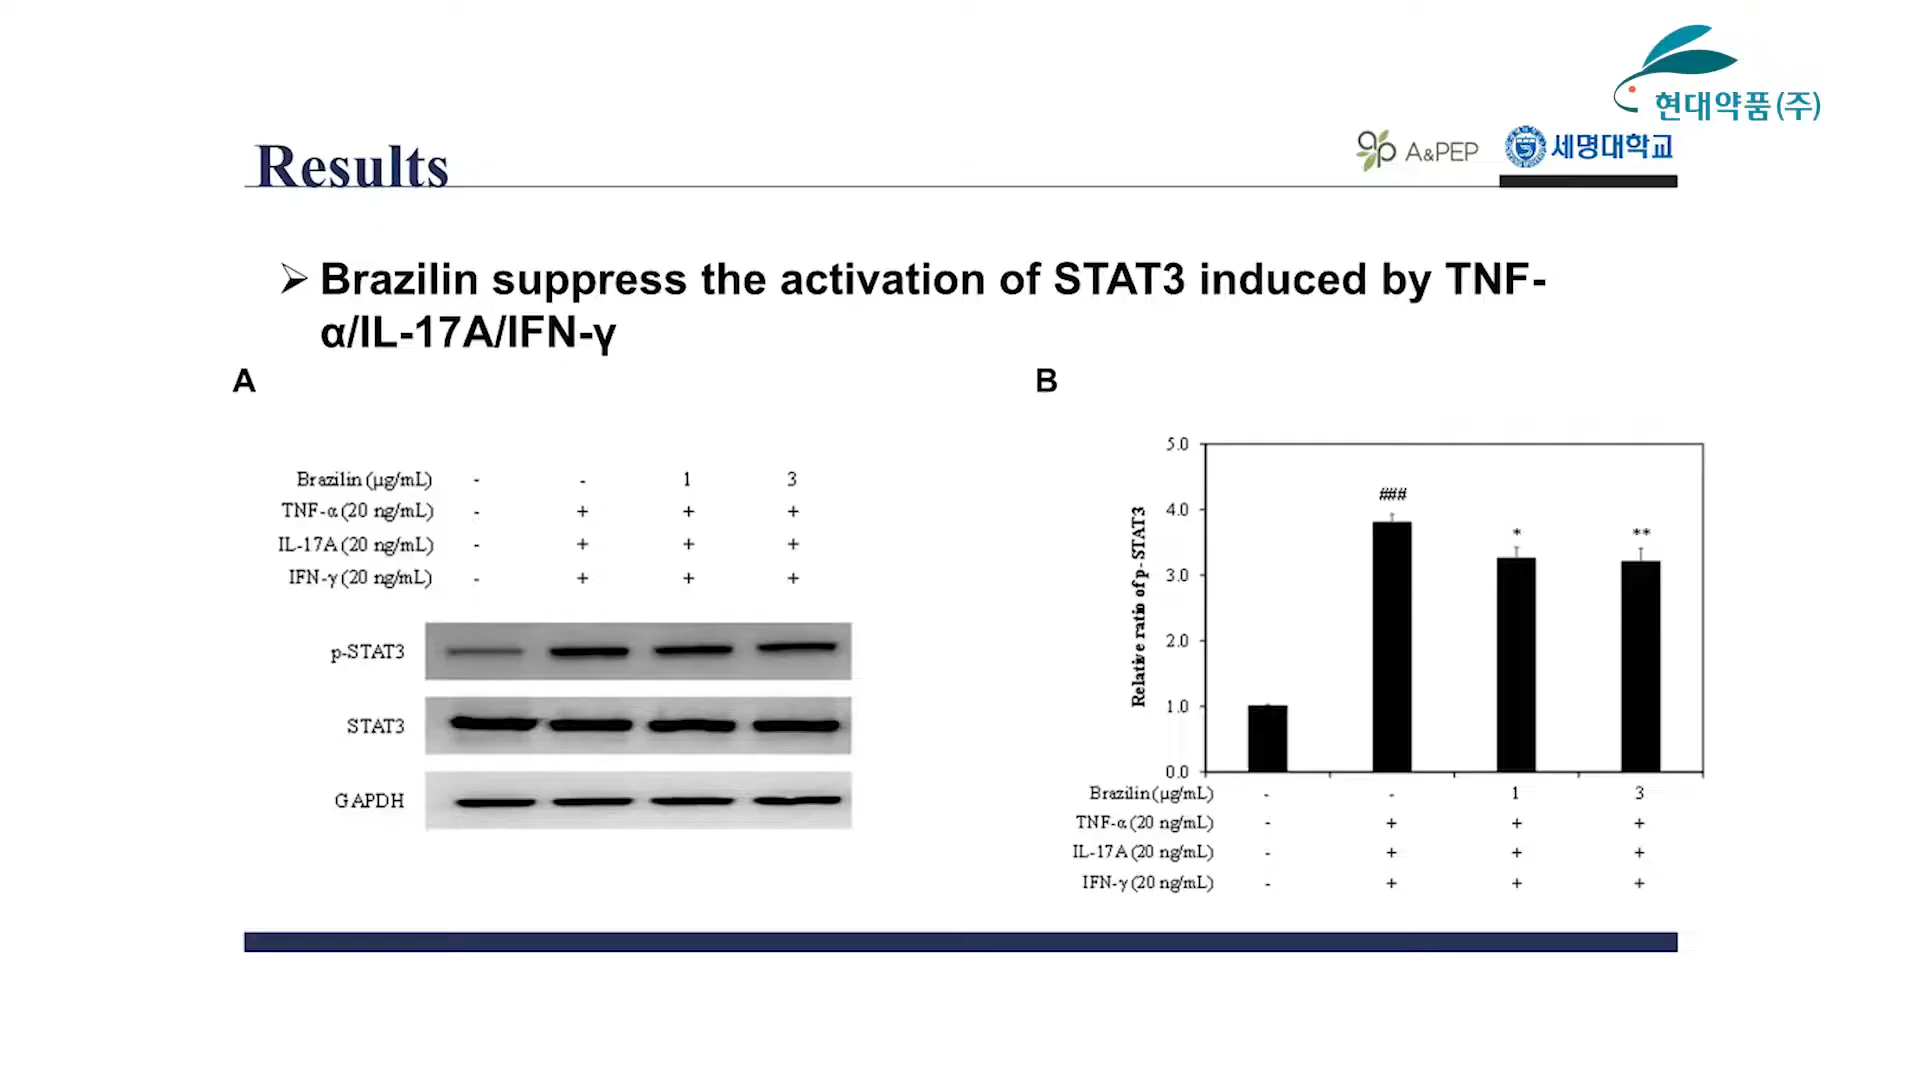 현대약품(주)
A&PEP
세명대학교
Results
➢ Brazilin suppress the activation of STAT3 induced by TNF-
α/IL-17A/IFN-γ
A
Brazilin (μg/mL) - - 1 3
TNF-α (20 ng/mL) - + + +
IL-17A (20 ng/mL) - + + +
IFN-γ (20 ng/mL) - + + +
p-STAT3
STAT3
GAPDH
B
Relative ratio of p-STAT3
5.0
4.0
3.0
2.0
1.0
0.0
###
*
**
Brazilin (μg/mL) - - 1 3
TNF-α (20 ng/mL) - + + +
IL-17A (20 ng/mL) - + + +
IFN-γ (20 ng/mL) - + + +